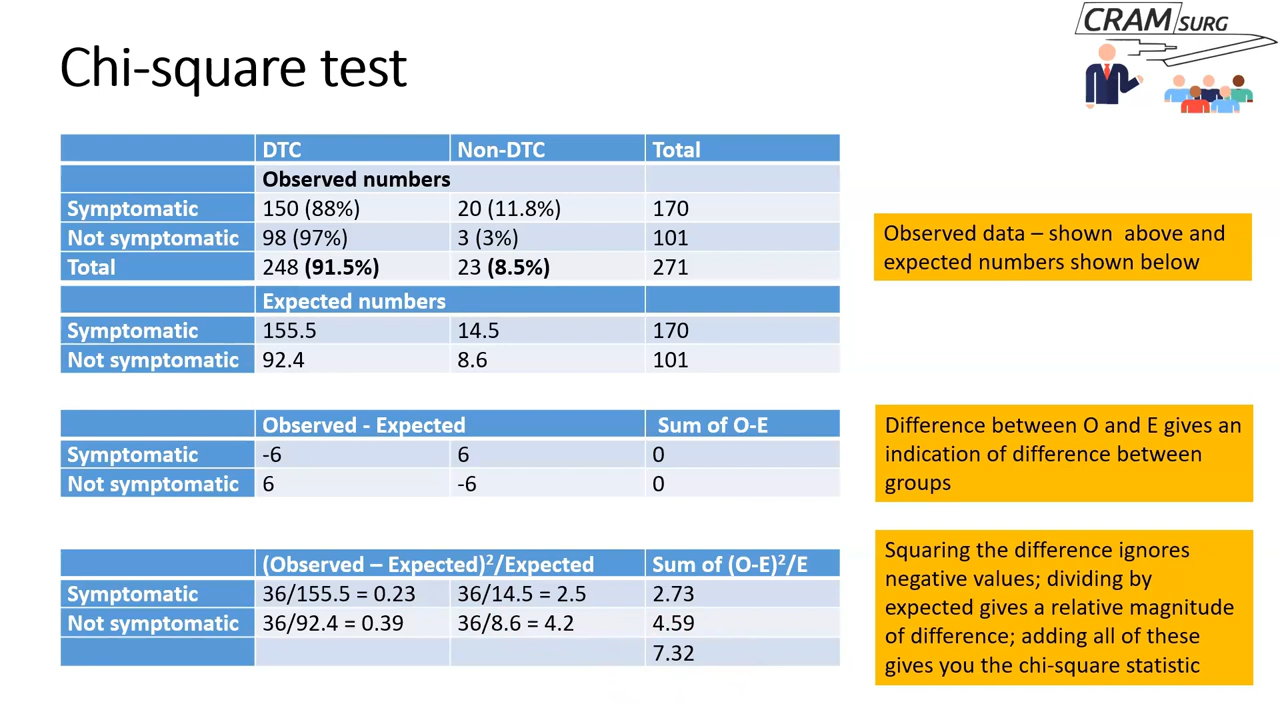 CRAMSURG
Chi-square test
DTC Non-DTC Total
Observed numbers
Symptomatic 150 (88%) 20 (11.8%) 170
Not symptomatic 98 (97%) 3 (3%) 101
Total 248 (91.5%) 23 (8.5%) 271
Expected numbers
Symptomatic 155.5 14.5 170
Not symptomatic 92.4 8.6 101
Observed data – shown above and
expected numbers shown below
Observed - Expected Sum of O-E
Symptomatic -6 6 0
Not symptomatic 6 -6 0
Difference between O and E gives an
indication of difference between
groups
(Observed – Expected)²/Expected Sum of (O-E)²/E
Symptomatic 36/155.5 = 0.23 36/14.5 = 2.5 2.73
Not symptomatic 36/92.4 = 0.39 36/8.6 = 4.2 4.59
7.32
Squaring the difference ignores
negative values; dividing by
expected gives a relative magnitude
of difference; adding all of these
gives you the chi-square statistic